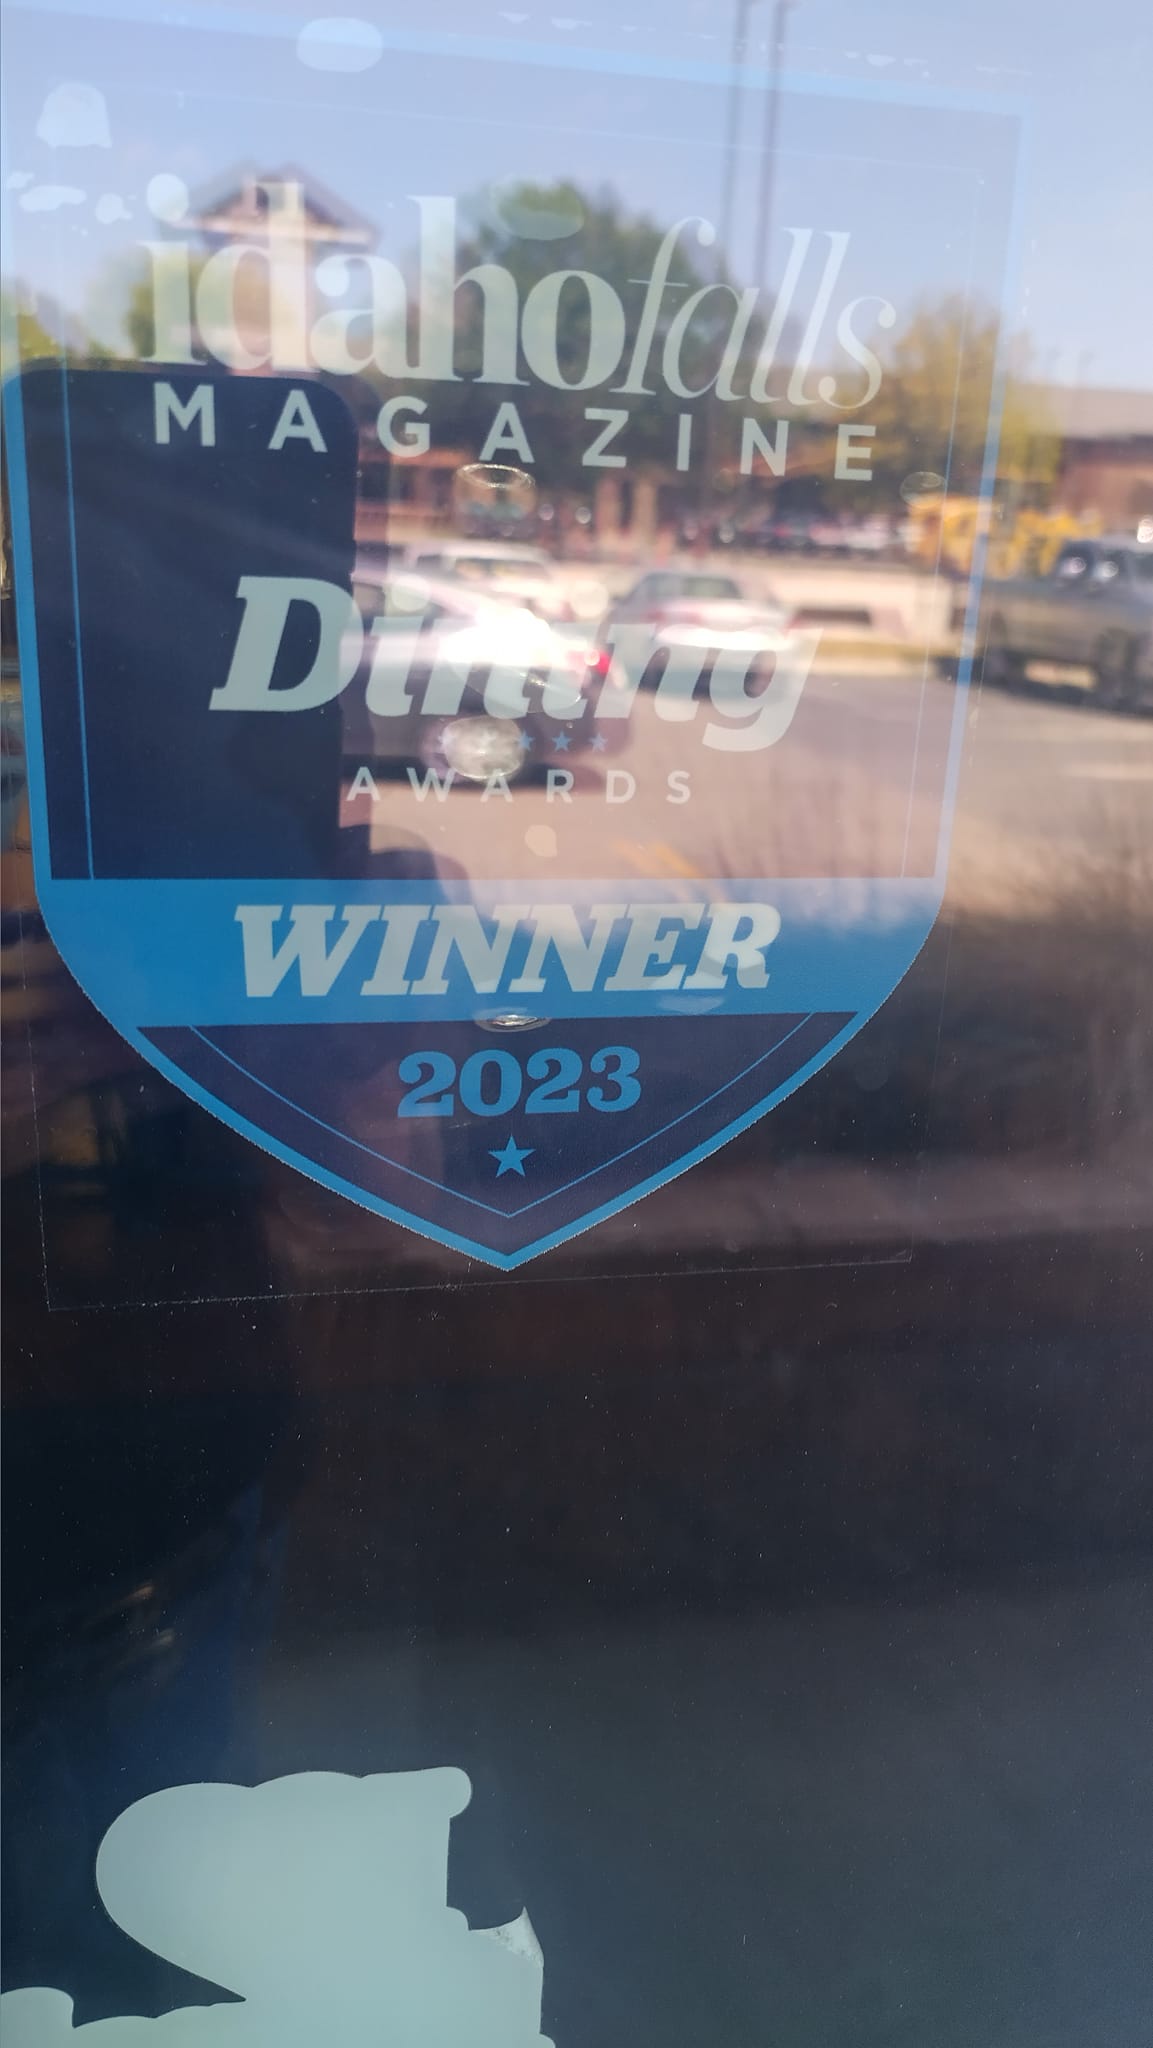 idahofalls
MAGAZINE
Dining
AWARDS
WINNER
2023